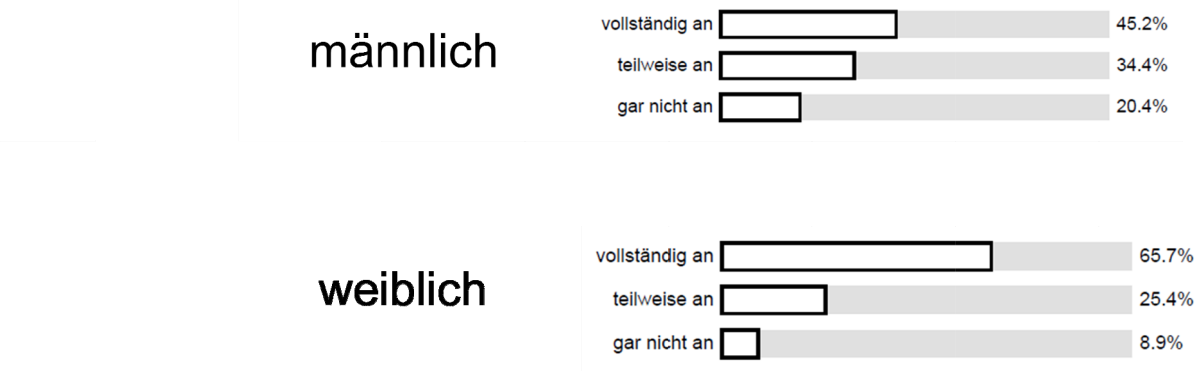 männlich
vollständig an 45.2%
teilweise an 34.4%
gar nicht an 20.4%
weiblich
vollständig an 65.7%
teilweise an 25.4%
gar nicht an 8.9%